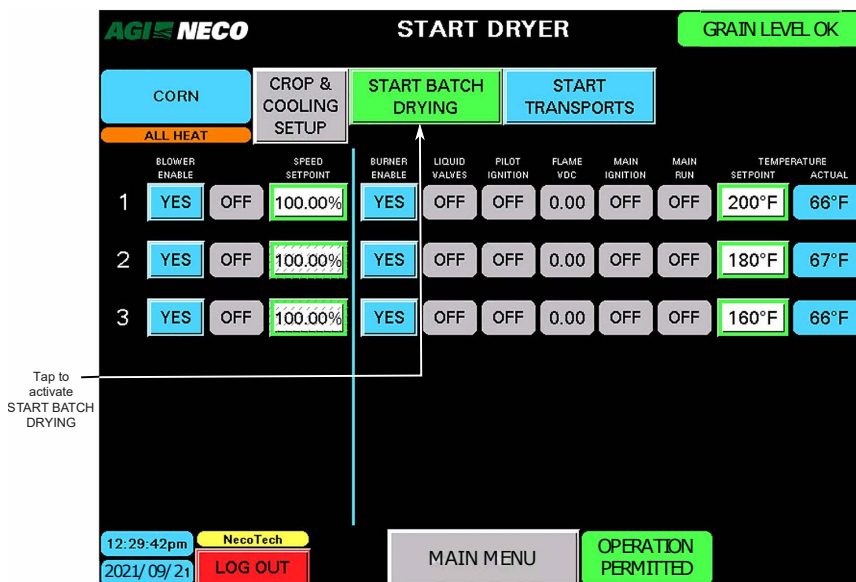 AGI NECO
START DRYER
GRAIN LEVEL OK
CORN
ALL HEAT
CROP &
COOLING
SETUP
START BATCH
DRYING
START
TRANSPORTS
BLOWER
ENABLE
SPEED
SETPOINT
BURNER
ENABLE
LIQUID
VALVES
PILOT
IGNITION
FLAME
VDC
MAIN
IGNITION
MAIN
RUN
TEMPERATURE
SETPOINT ACTUAL
1 YES OFF 100.00% YES OFF OFF 0.00 OFF OFF 200°F 66°F
2 YES OFF 100.00% YES OFF OFF 0.00 OFF OFF 180°F 67°F
3 YES OFF 100.00% YES OFF OFF 0.00 OFF OFF 160°F 66°F
Tap to
activate
START BATCH
DRYING
12:29:42pm
2021/09/21
NecoTech
LOG OUT
MAIN MENU
OPERATION
PERMITTED